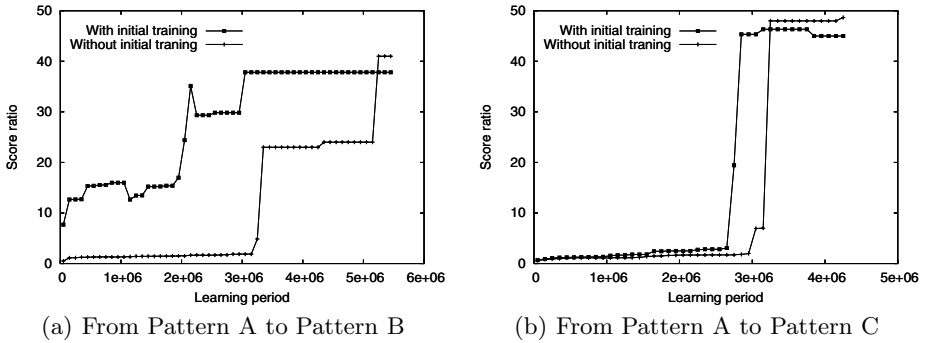 50
40
30
20
10
0
Score ratio
With initial training
Without initial traning
0
1e+06
2e+06
3e+06
4e+06
5e+06
6e+06
Learning period
(a) From Pattern A to Pattern B
50
40
30
20
10
0
Score ratio
With initial training
Without initial traning
0
1e+06
2e+06
3e+06
4e+06
5e+06
Learning period
(b) From Pattern A to Pattern C